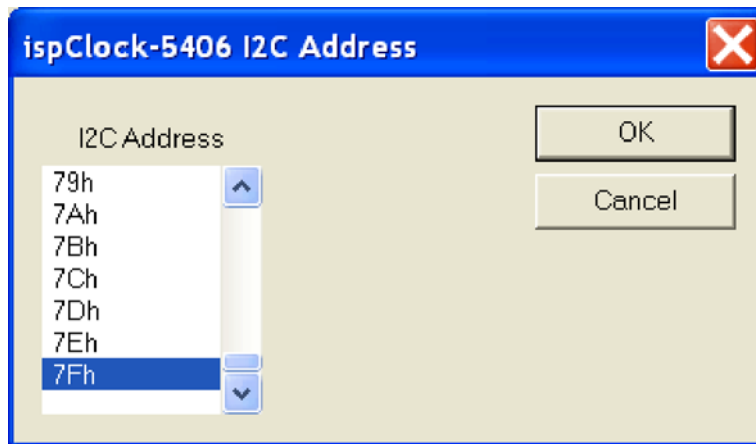 ispClock-5406 I2C Address
I2C Address
79h
7Ah
7Bh
7Ch
7Dh
7Eh
7Fh
OK
Cancel